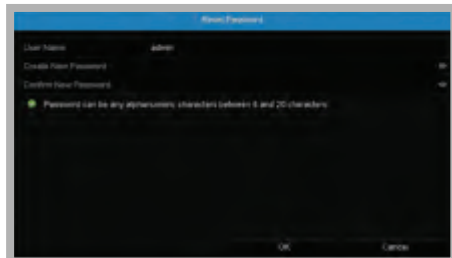 Reset Password
User Name admin
Create New Password
Confirm New Password
Password can be any alphanumeric characters between and 20 characters
OK Cancel